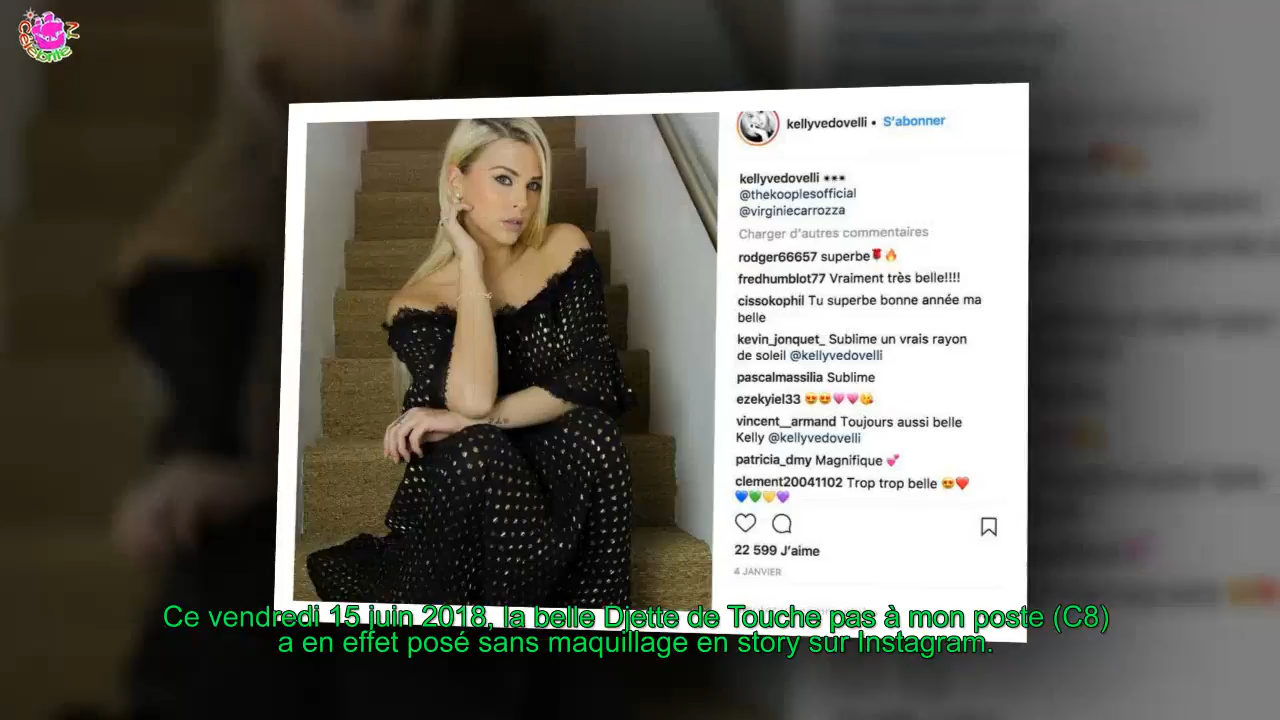 Célébrité Z
kellyvedovelli • S'abonner
kellyvedovelli ***
@thekooplesofficial
@virginiecarrozza
Charger d'autres commentaires
rodger66657 superbe🌹🔥
fredhumblot77 Vraiment très belle!!!!
cissokophil Tu superbe bonne année ma
belle
kevin_jonquet_ Sublime un vrais rayon
de soleil @kellyvedovelli
pascalmassilia Sublime
ezekyiel33 😍😍💗💗😘
vincent__armand Toujours aussi belle
Kelly @kellyvedovelli
patricia_dmy Magnifique 💕
clement20041102 Trop trop belle 😍❤️
💙💚💛💜
22 599 J'aime
4 JANVIER
Ce vendredi 15 juin 2018, la belle Djette de Touche pas à mon poste (C8)
a en effet posé sans maquillage en story sur Instagram.